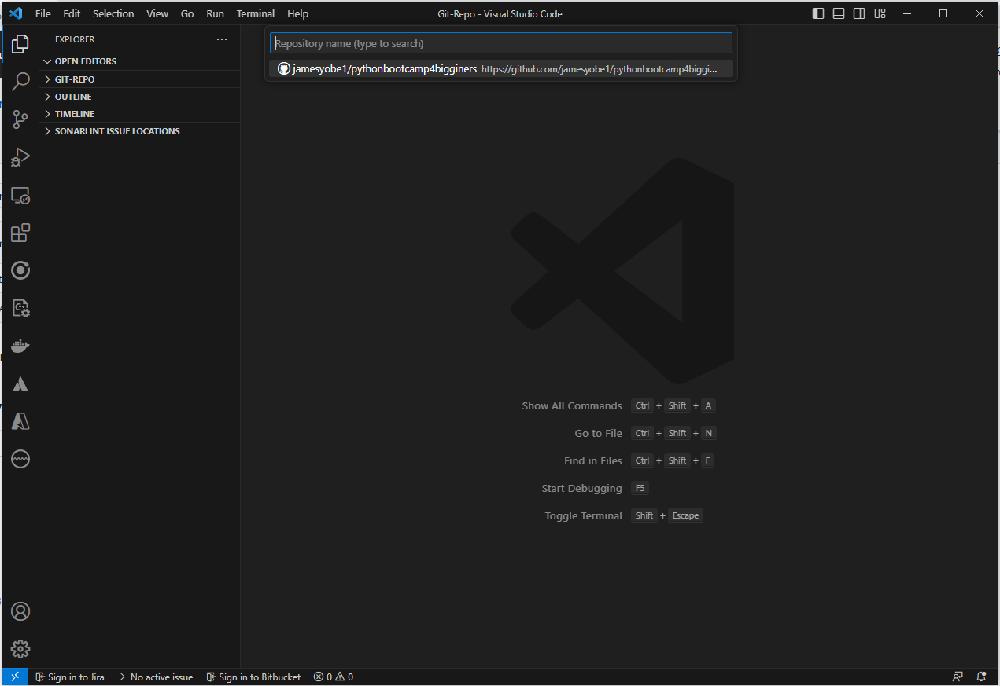 File Edit Selection View Go Run Terminal Help
Git-Repo - Visual Studio Code
EXPLORER
Repository name (type to search)
jamesyobe1/pythonbootcamp4bigginers https://github.com/jamesyobe1/pythonbootcamp4biggi...
OPEN EDITORS
GIT-REPO
OUTLINE
TIMELINE
SONARLINT ISSUE LOCATIONS
Show All Commands Ctrl + Shift + A
Go to File Ctrl + Shift + N
Find in Files Ctrl + Shift + F
Start Debugging F5
Toggle Terminal Shift + Escape
Sign in to Jira No active issue Sign in to Bitbucket 0 0